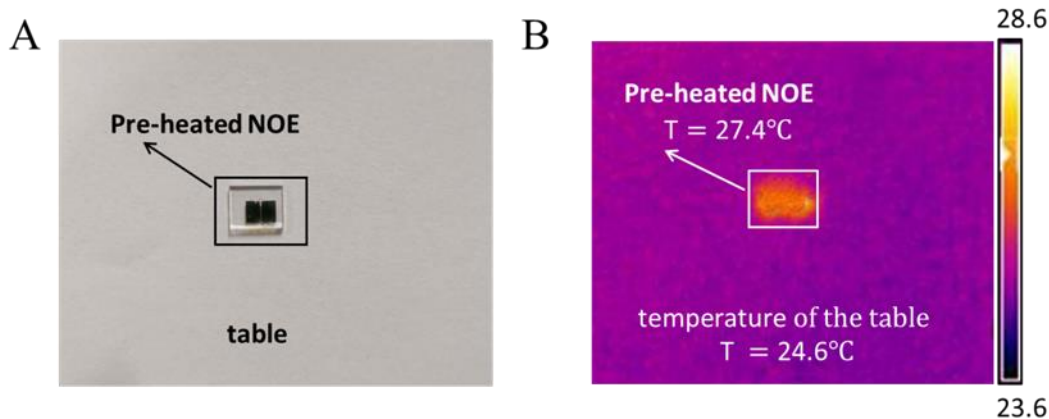 A
Pre-heated NOE
table
B
Pre-heated NOE
T = 27.4℃
temperature of the table
T = 24.6℃
28.6
23.6